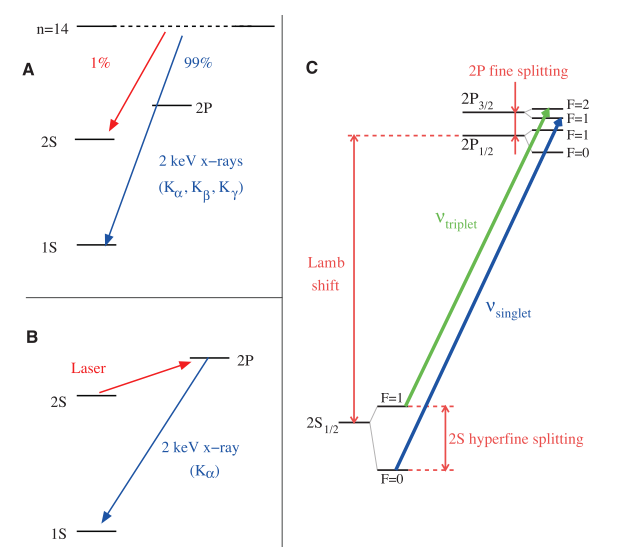 n=14
A
1%
99%
2P
2S
2 keV x−rays
(Kα, Kβ, Kγ)
1S
B
Laser
2P
2S
2 keV x−ray
(Kα)
1S
C
2P fine splitting
2P3/2
F=2
F=1
F=1
2P1/2
F=0
νtriplet
Lamb
shift
νsinglet
F=1
2S1/2
2S hyperfine splitting
F=0